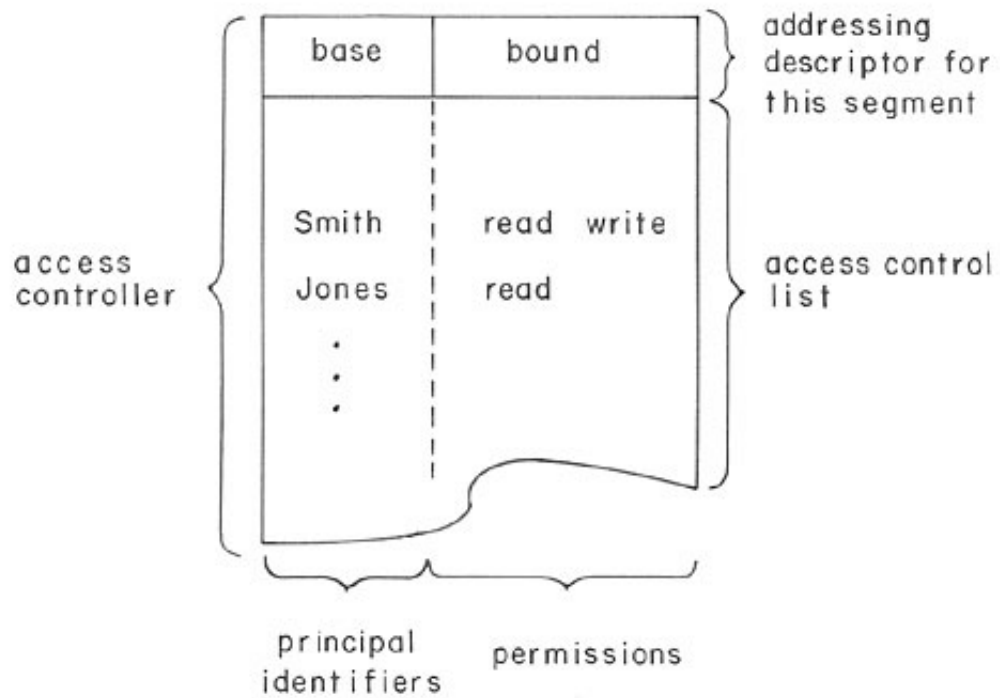 base
bound
addressing
descriptor for
this segment
Smith
read write
Jones
read
access
controller
access control
list
principal
identifiers
permissions